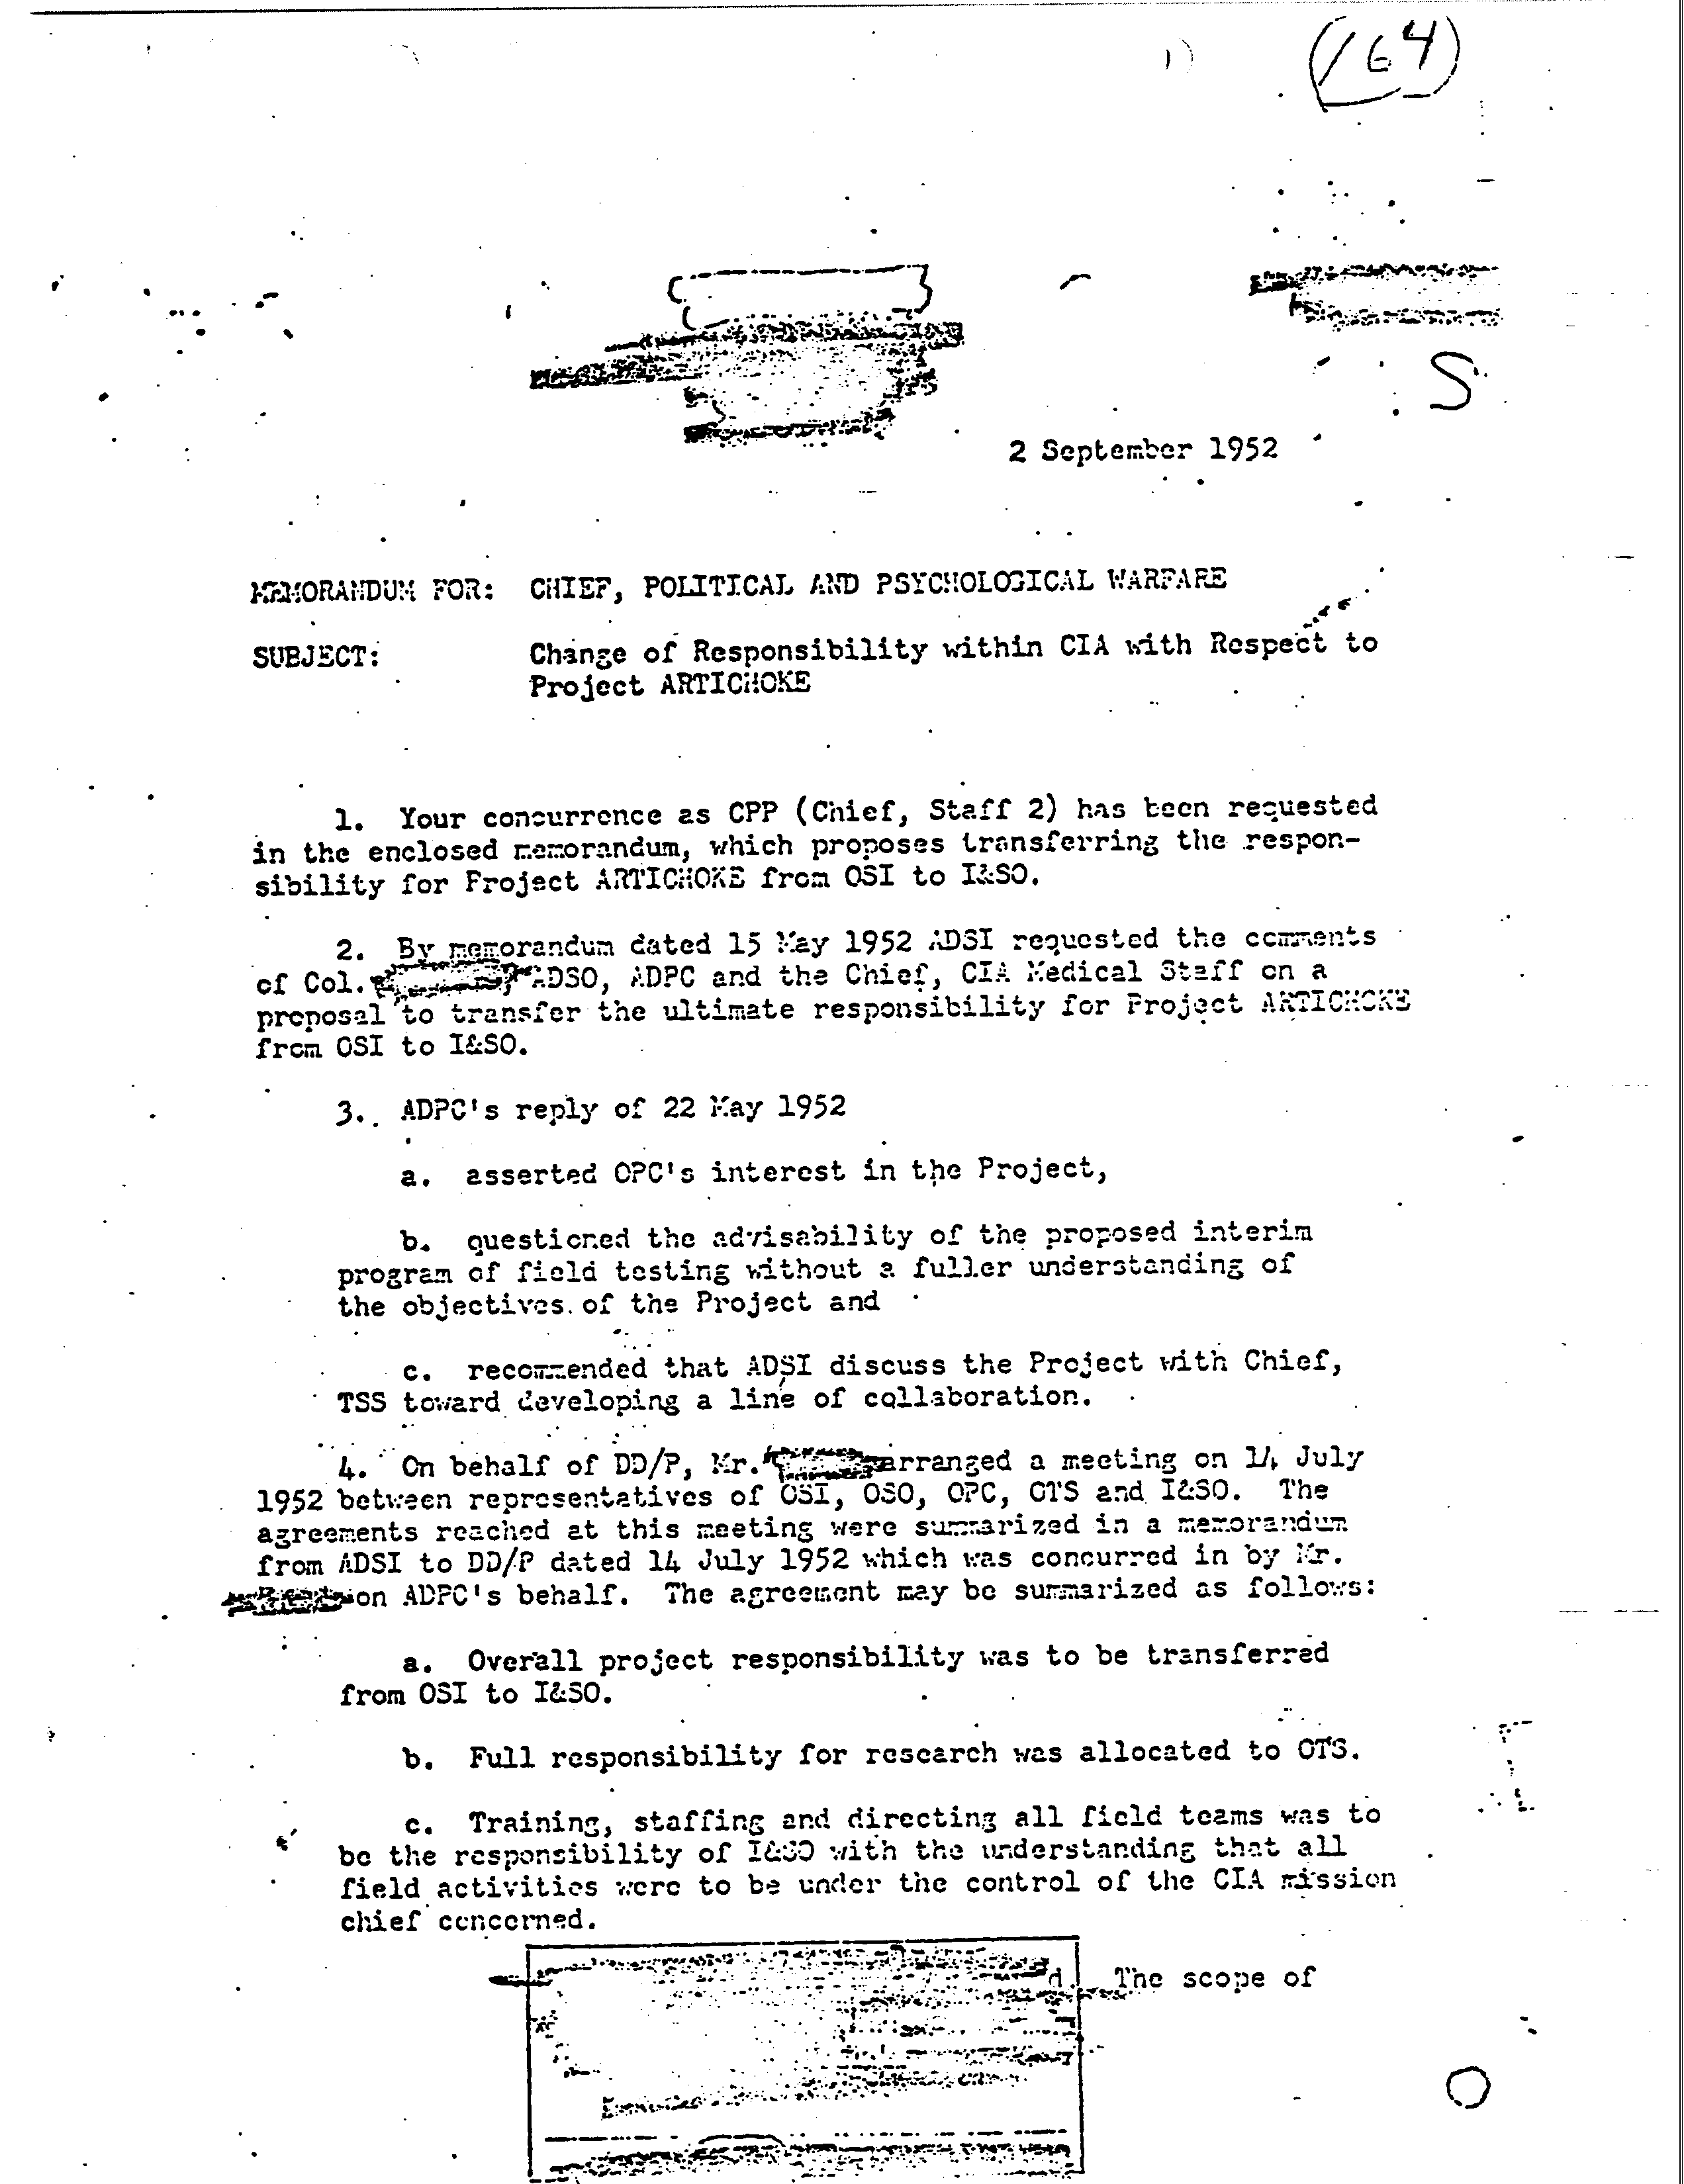 (164)
S
2 September 1952
MEMORANDUM FOR: CHIEF, POLITICAL AND PSYCHOLOGICAL WARFARE
SUBJECT: Change of Responsibility within CIA with Respect to
Project ARTICHOKE
1. Your concurrence as CPP (Chief, Staff 2) has been requested
in the enclosed memorandum, which proposes transferring the respon-
sibility for Project ARTICHOKE from OSI to I&SO.
2. By memorandum dated 15 May 1952 ADSI requested the comments
of Col. ADSO, ADPC and the Chief, CIA Medical Staff on a
proposal to transfer the ultimate responsibility for Project ARTICHOKE
from OSI to I&SO.
3. ADPC's reply of 22 May 1952
a. asserted OPC's interest in the Project,
b. questioned the advisability of the proposed interim
program of field testing without a fuller understanding of
the objectives of the Project and
c. recommended that ADSI discuss the Project with Chief,
TSS toward developing a line of collaboration.
4. On behalf of DD/P, Mr. arranged a meeting on 14 July
1952 between representatives of OSI, OSO, OPC, OTS and I&SO. The
agreements reached at this meeting were summarized in a memorandum
from ADSI to DD/P dated 14 July 1952 which was concurred in by Mr.
on ADPC's behalf. The agreement may be summarized as follows:
a. Overall project responsibility was to be transferred
from OSI to I&SO.
b. Full responsibility for research was allocated to OTS.
c. Training, staffing and directing all field teams was to
be the responsibility of I&SO with the understanding that all
field activities were to be under the control of the CIA mission
chief concerned.
d. The scope of